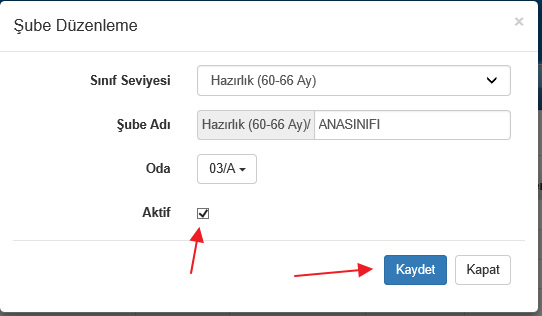 Şube Düzenleme
×
Sınıf Seviyesi
Hazırlık (60-66 Ay)
Şube Adı
Hazırlık (60-66 Ay)/ ANASINIFI
Oda
03/A
Aktif
Kaydet
Kapat